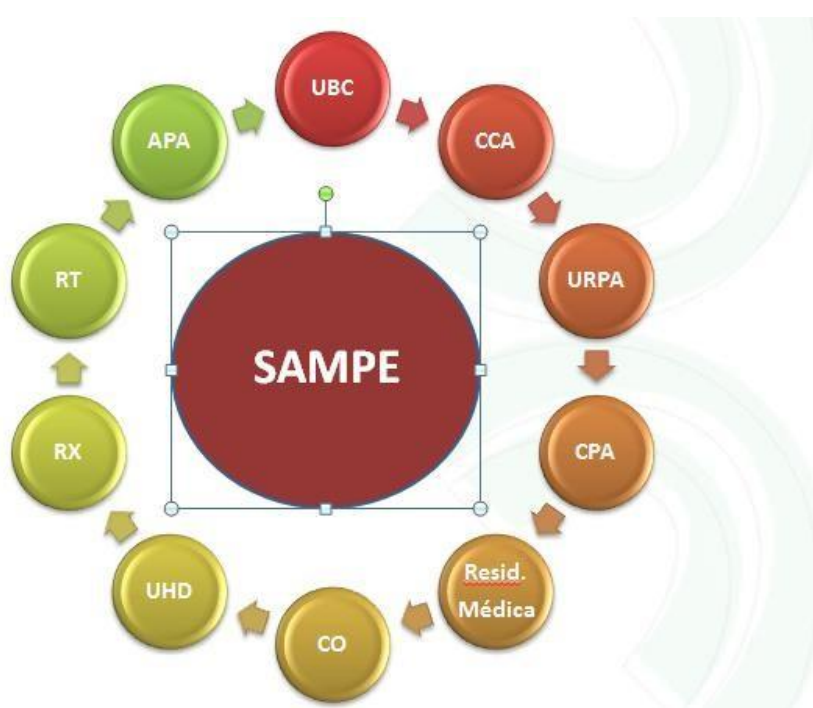 UBC
CCA
URPA
CPA
Resid.
Médica
CO
UHD
RX
RT
APA
SAMPE